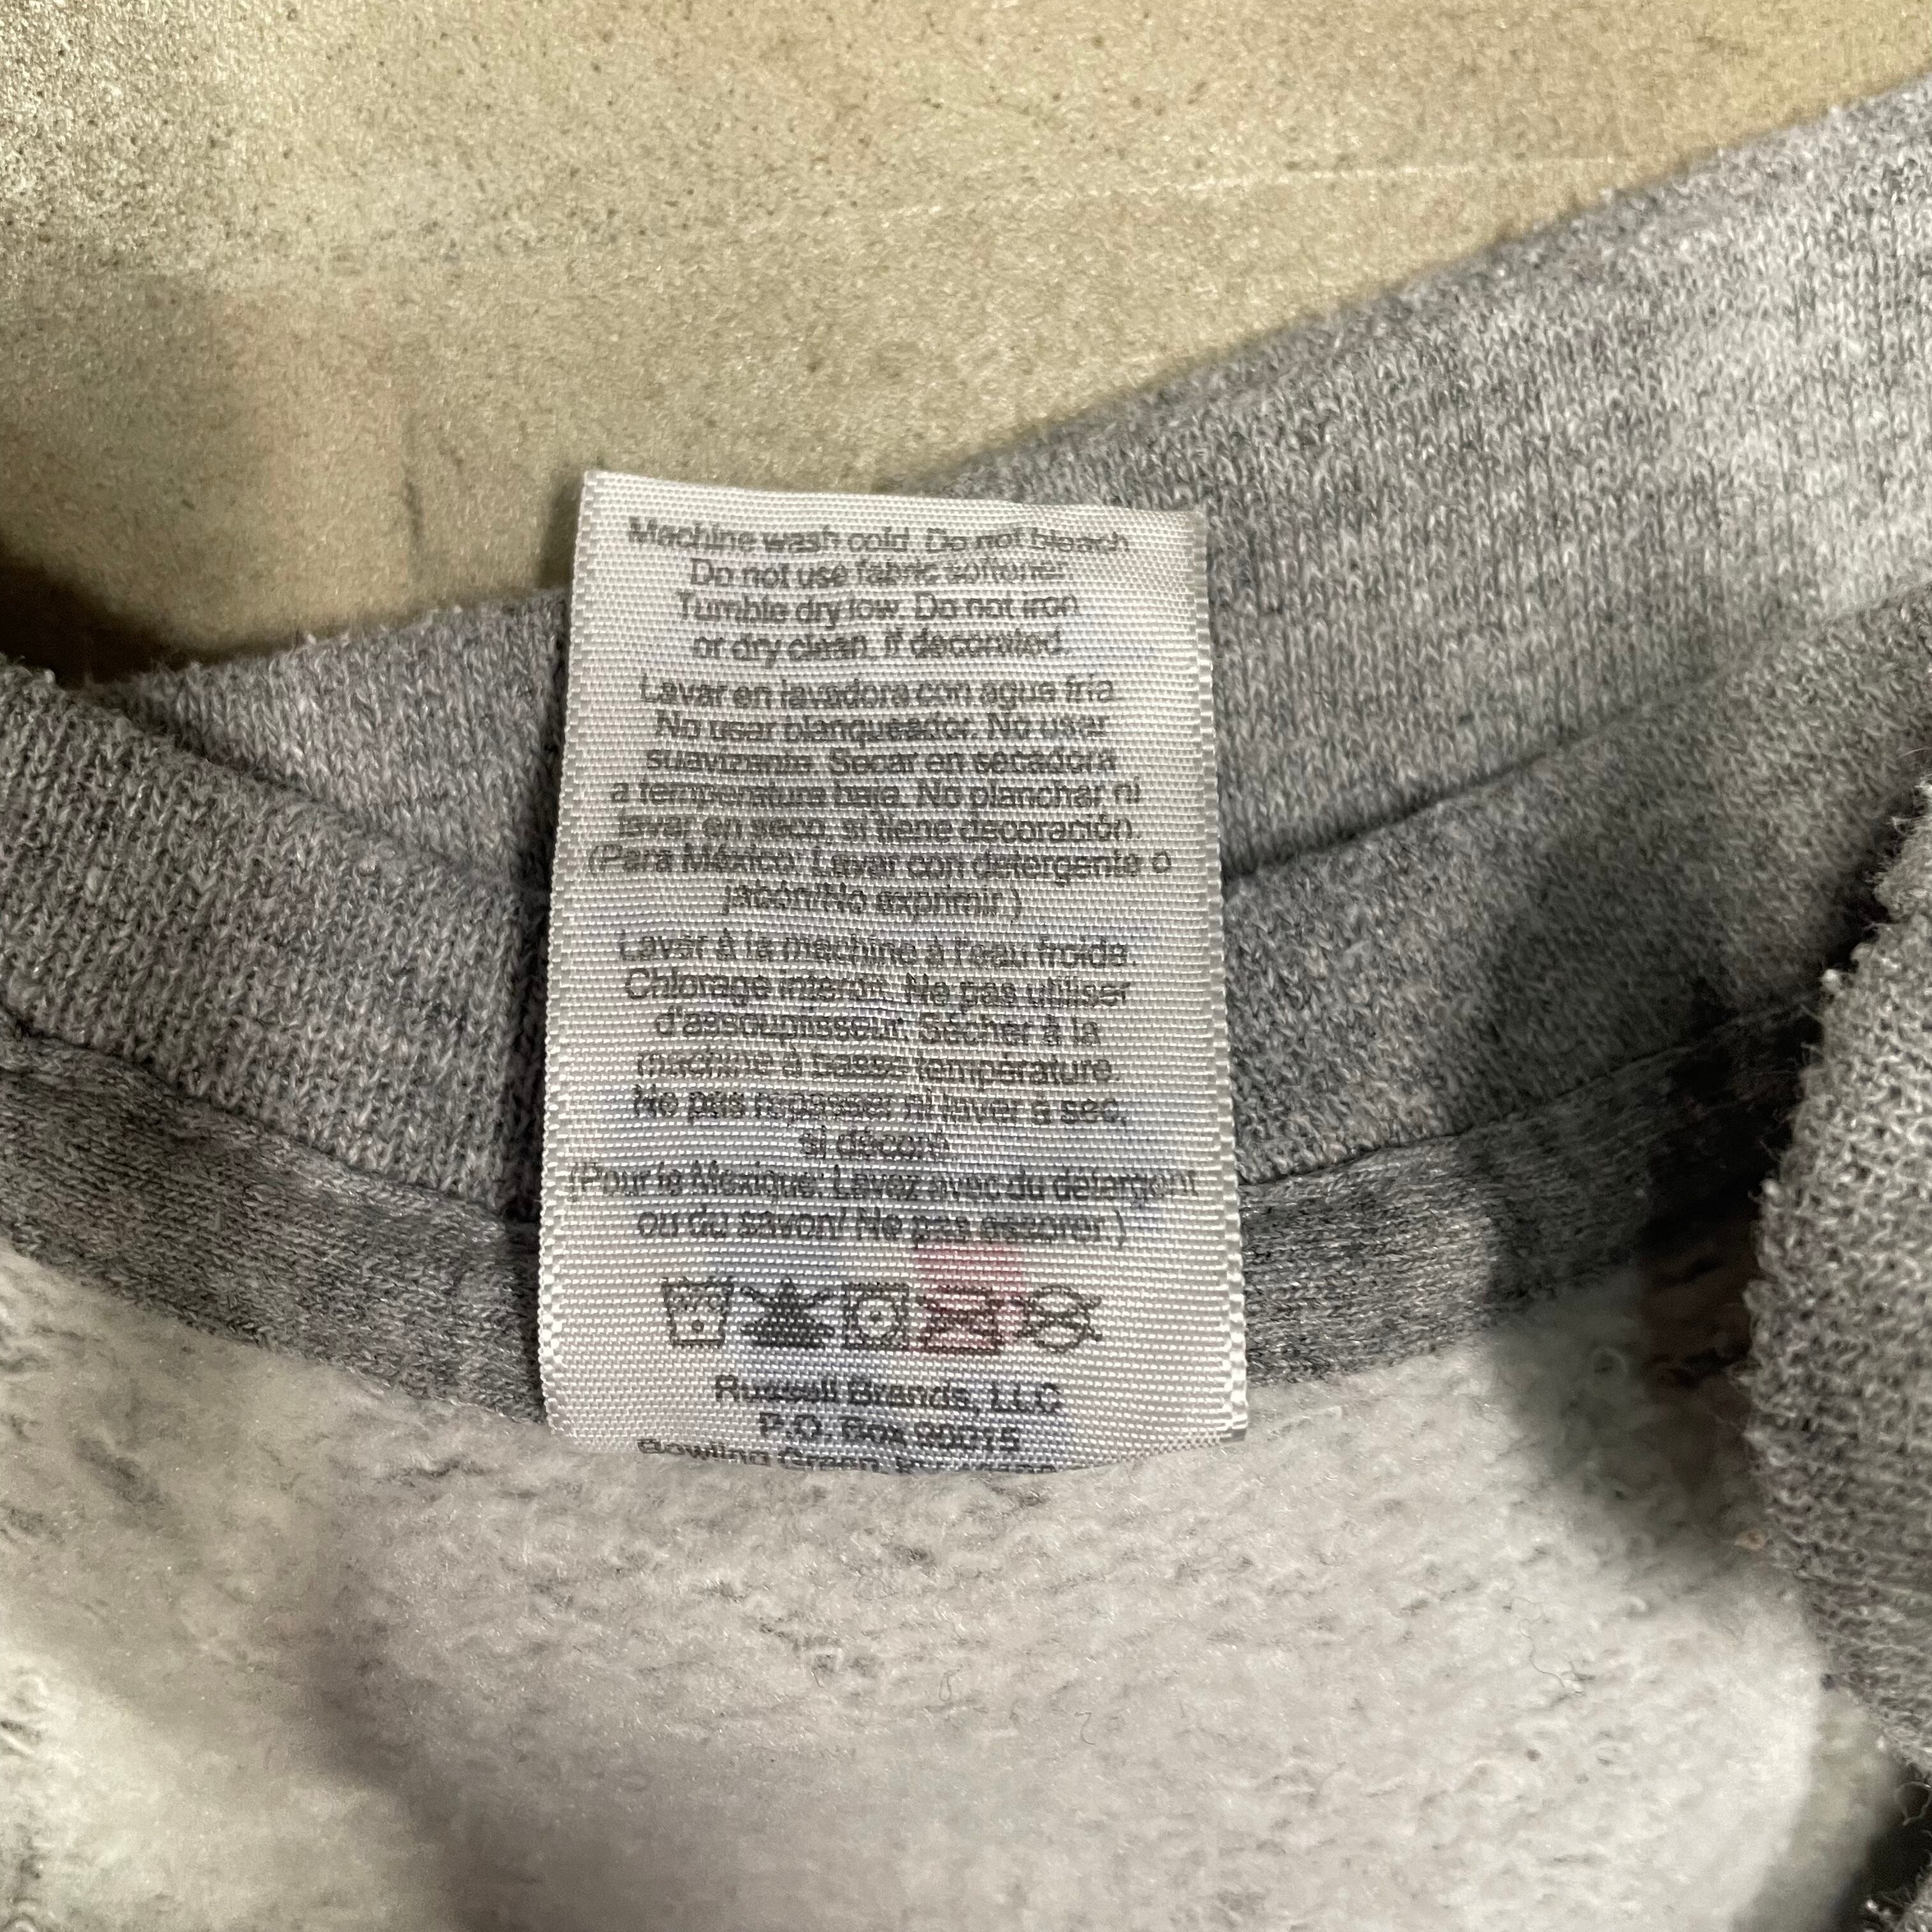 Machine wash cold. Do not bleach
Do not use fabric softener
Tumble dry low. Do not iron
or dry clean, if decorated.
Lavar en lavadora con agua fría
No usar blanqueador. No usar
suavizante. Secar en secadora
a temperatura baja. No planchar ni
lavar en seco, si tiene decoración.
(Para México: Lavar con detergente o
jabón/No exprimir.)
Laver à la machine à l'eau froide
Chlorage interdit. Ne pas utiliser
d'assouplisseur. Sécher à la
machine à basse température
Ne pas repasser ni laver à sec,
si décoré.
(Pour le Mexique: Lavez avec du détergent
ou du savon/ Ne pas essorer.)
Russell Brands, LLC
P.O. Box 90015
Bowling Green,